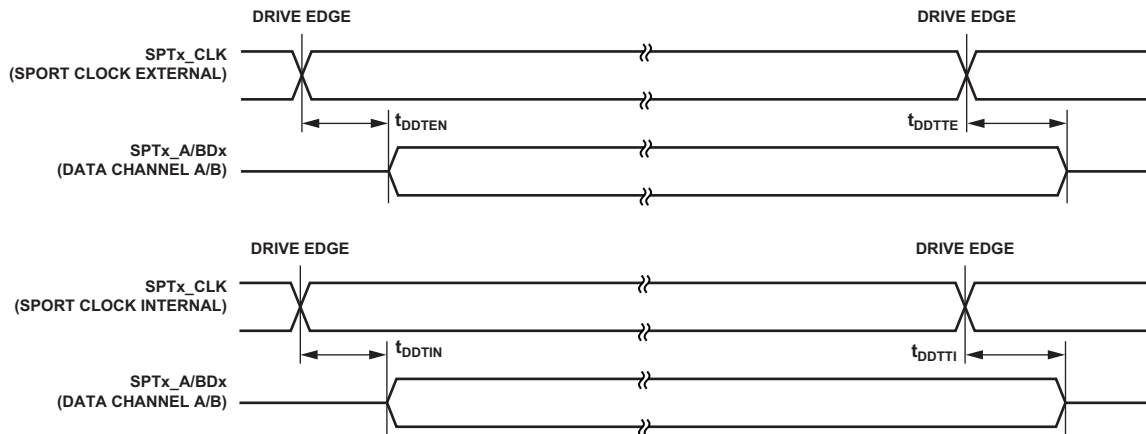 DRIVE EDGE DRIVE EDGE
SPTx_CLK
(SPORT CLOCK EXTERNAL)
tDDTEN tDDTTE
SPTx_A/BDx
(DATA CHANNEL A/B)
DRIVE EDGE DRIVE EDGE
SPTx_CLK
(SPORT CLOCK INTERNAL)
tDDTIN tDDTTI
SPTx_A/BDx
(DATA CHANNEL A/B)